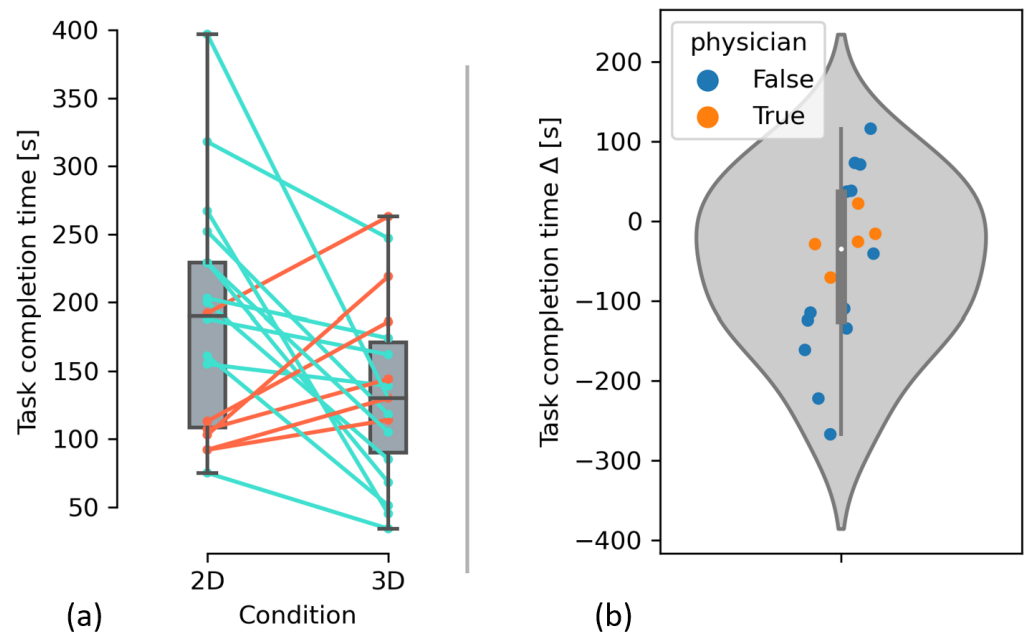 400
350
300
250
200
150
100
50
Task completion time [s]
2D
3D
Condition
(a)
physician
False
True
200
100
0
−100
−200
−300
−400
Task completion time Δ [s]
(b)